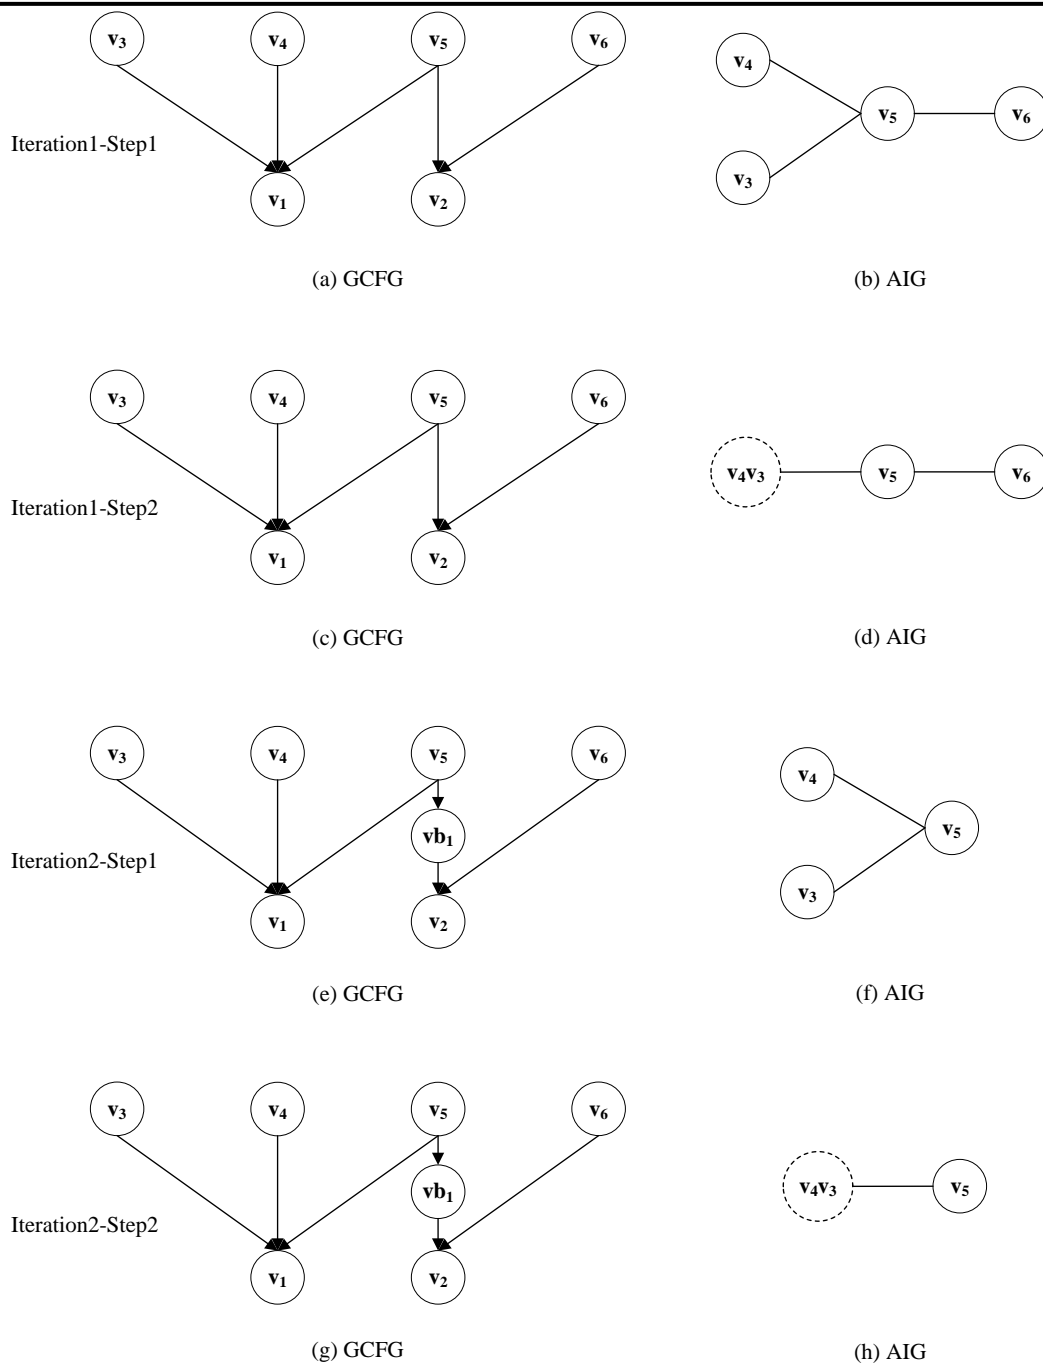 v3 v4 v5 v6
v4
v5 v6
Iteration1-Step1
v3
v1 v2
(a) GCFG (b) AIG
v3 v4 v5 v6
v4v3 v5 v6
Iteration1-Step2
v1 v2
(c) GCFG (d) AIG
v3 v4 v5 v6
v4
vb1 v5
Iteration2-Step1
v3
v1 v2
(e) GCFG (f) AIG
v3 v4 v5 v6
vb1 v4v3 v5
Iteration2-Step2
v1 v2
(g) GCFG (h) AIG